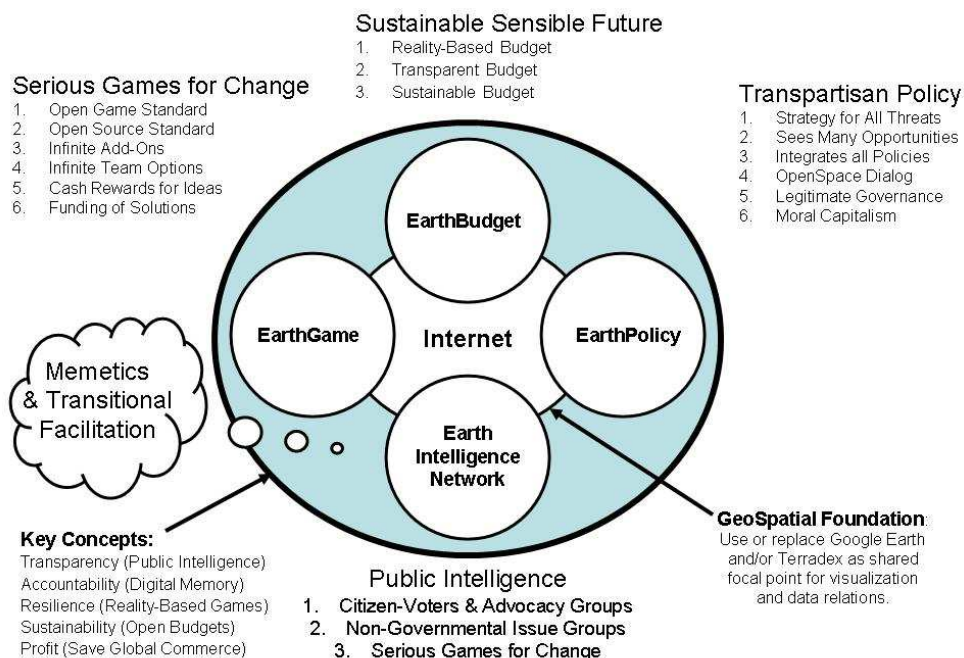 Sustainable Sensible Future
1. Reality-Based Budget
2. Transparent Budget
3. Sustainable Budget
Serious Games for Change
1. Open Game Standard
2. Open Source Standard
3. Infinite Add-Ons
4. Infinite Team Options
5. Cash Rewards for Ideas
6. Funding of Solutions
Transpartisan Policy
1. Strategy for All Threats
2. Sees Many Opportunities
3. Integrates all Policies
4. OpenSpace Dialog
5. Legitimate Governance
6. Moral Capitalism
EarthBudget
EarthGame
Internet
EarthPolicy
Earth
Intelligence
Network
Memetics
& Transitional
Facilitation
Key Concepts:
Transparency (Public Intelligence)
Accountability (Digital Memory)
Resilience (Reality-Based Games)
Sustainability (Open Budgets)
Profit (Save Global Commerce)
Public Intelligence
1. Citizen-Voters & Advocacy Groups
2. Non-Governmental Issue Groups
3. Serious Games for Change
GeoSpatial Foundation:
Use or replace Google Earth
and/or Terradex as shared
focal point for visualization
and data relations.